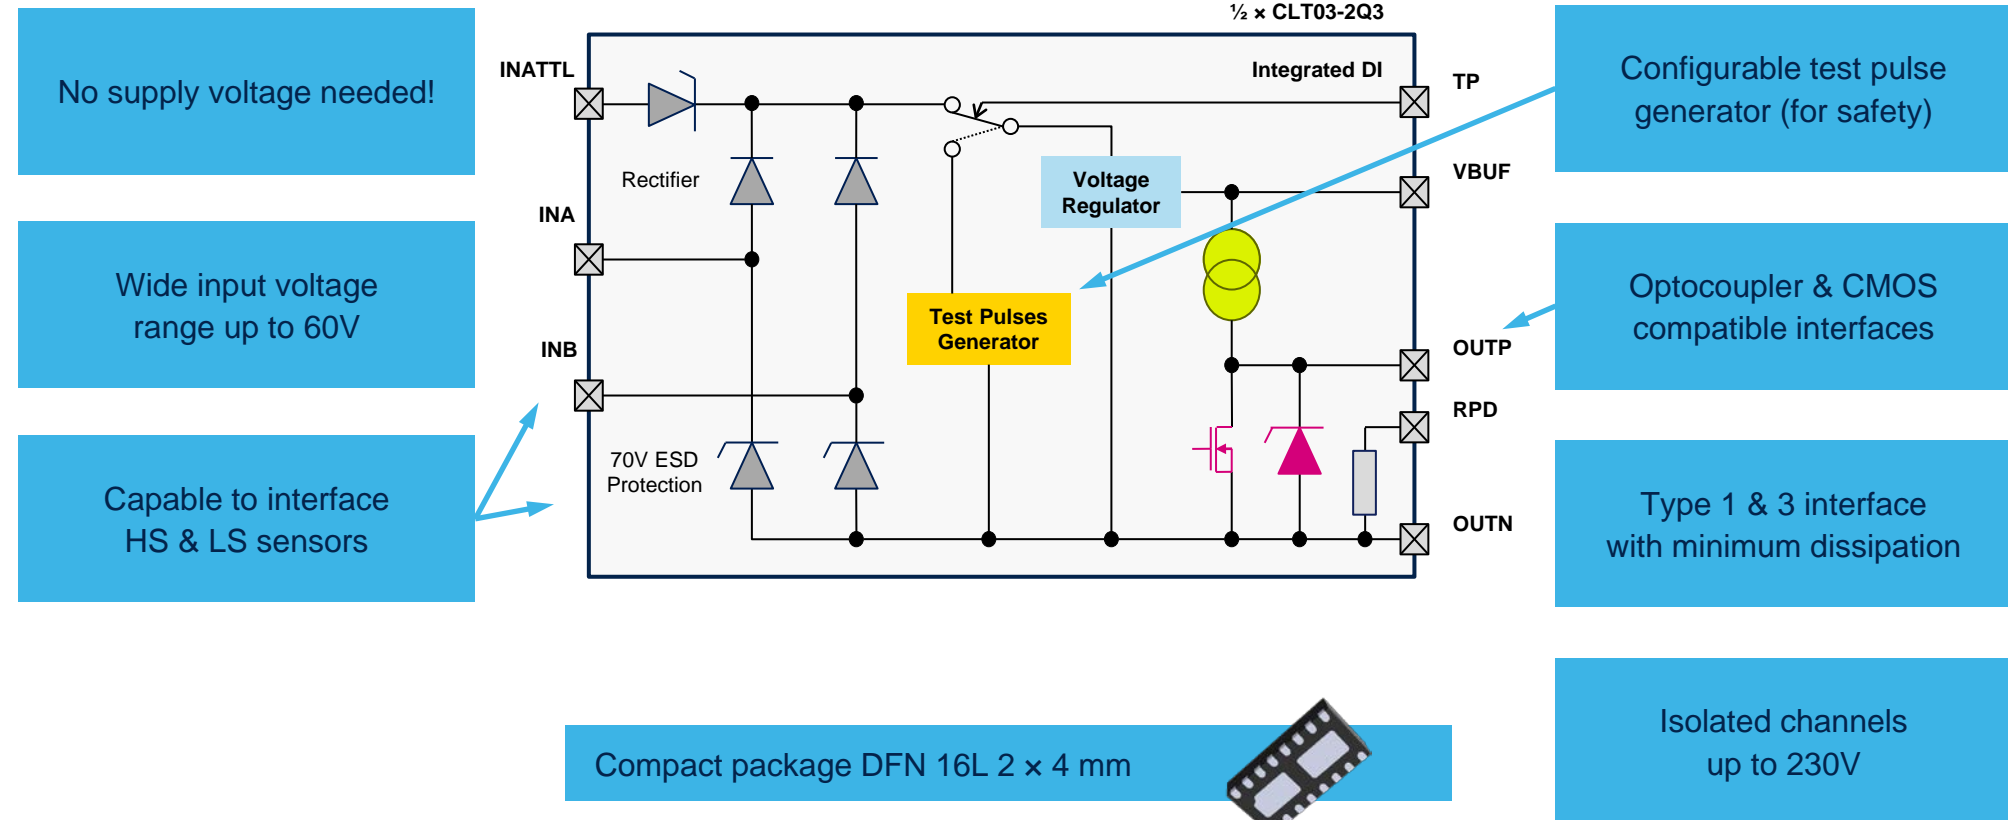 ½ × CLT03-2Q3
No supply voltage needed!
Wide input voltage
range up to 60V
Capable to interface
HS & LS sensors
INATTL
INA
INB
Integrated DI
Rectifier
70V ESD
Protection
Voltage
Regulator
Test Pulses
Generator
TP
VBUF
OUTP
RPD
OUTN
Configurable test pulse
generator (for safety)
Optocoupler & CMOS
compatible interfaces
Type 1 & 3 interface
with minimum dissipation
Isolated channels
up to 230V
Compact package DFN 16L 2 × 4 mm